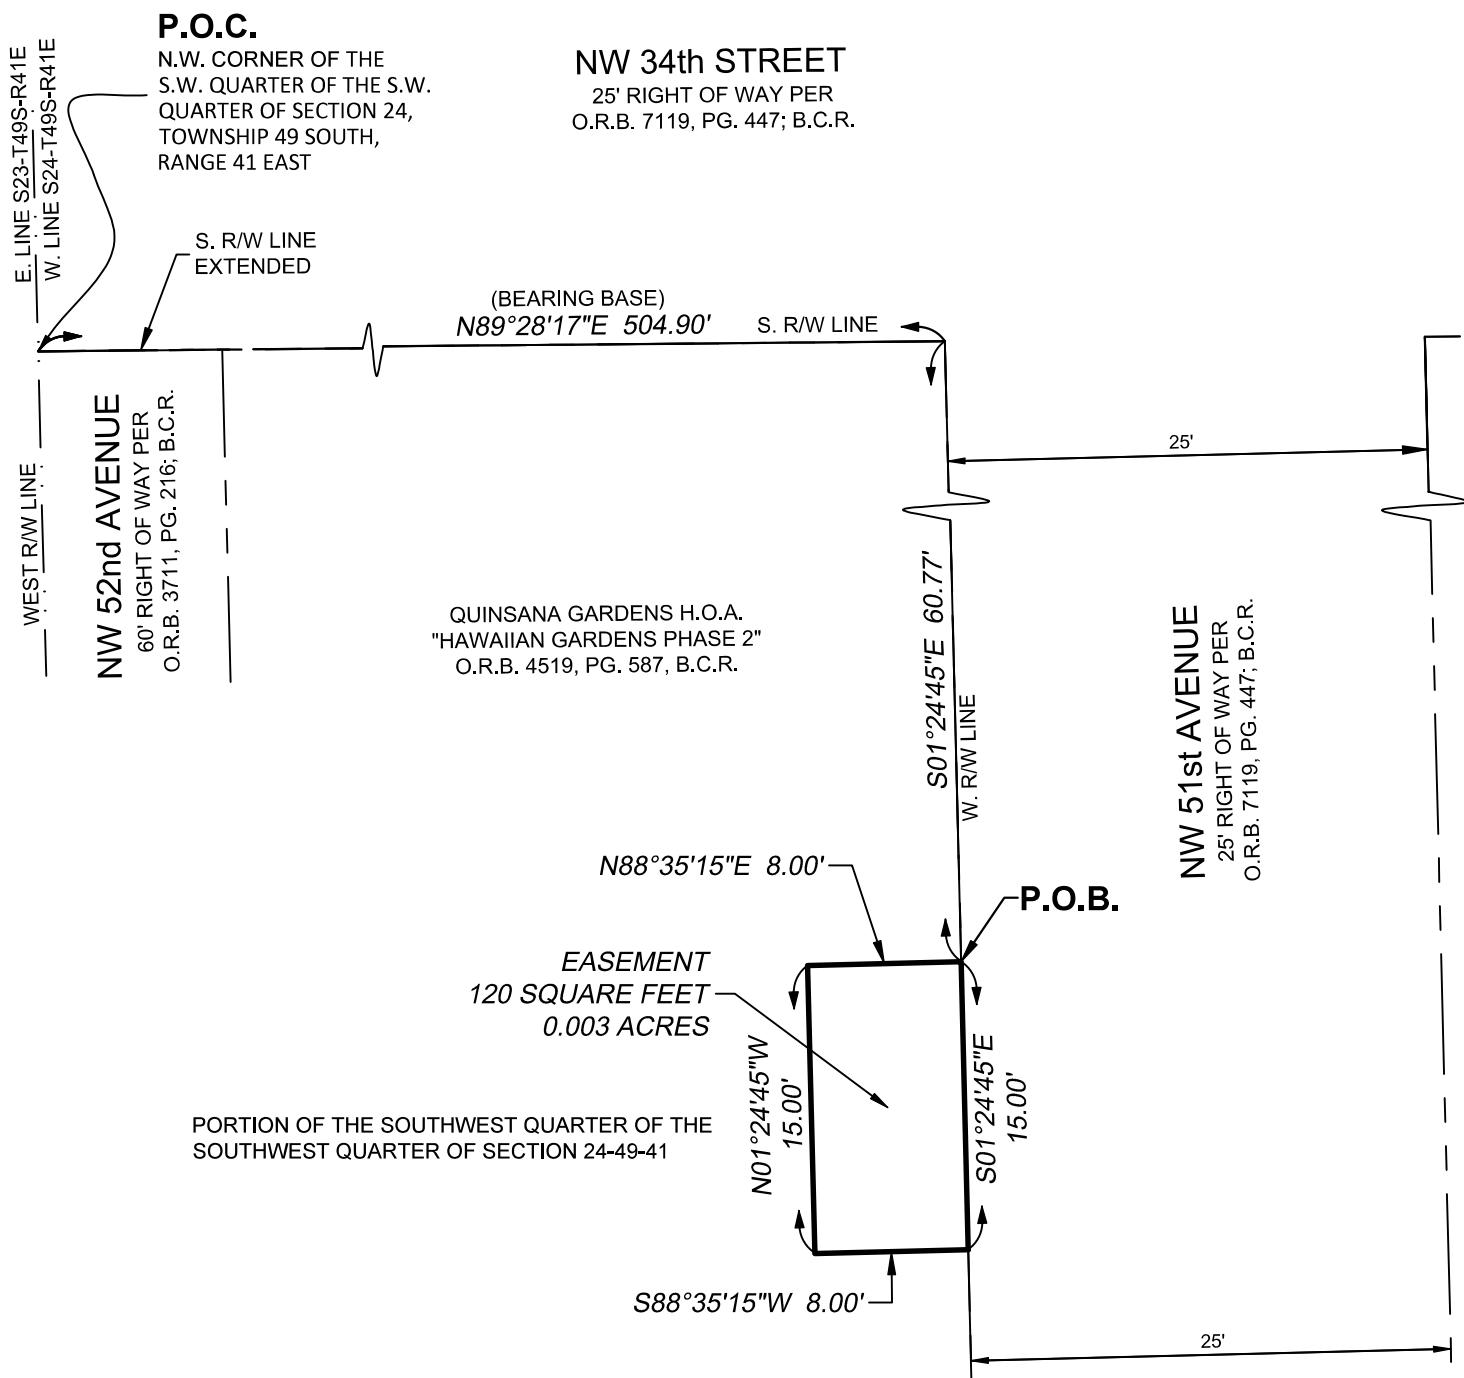 P.O.C.
N.W. CORNER OF THE
S.W. QUARTER OF THE S.W.
QUARTER OF SECTION 24,
TOWNSHIP 49 SOUTH,
RANGE 41 EAST
NW 34th STREET
25' RIGHT OF WAY PER
O.R.B. 7119, PG. 447; B.C.R.
E. LINE S23-T49S-R41E
W. LINE S24-T49S-R41E
S. R/W LINE
EXTENDED
(BEARING BASE)
N89°28'17"E 504.90'
S. R/W LINE
25'
WEST R/W LINE
NW 52nd AVENUE
60' RIGHT OF WAY PER
O.R.B. 3711, PG. 216; B.C.R.
QUINSANA GARDENS H.O.A.
"HAWAIIAN GARDENS PHASE 2"
O.R.B. 4519, PG. 587, B.C.R.
S01°24'45"E 60.77'
W. R/W LINE
NW 51st AVENUE
25' RIGHT OF WAY PER
O.R.B. 7119, PG. 447; B.C.R.
N88°35'15"E 8.00'
P.O.B.
EASEMENT
120 SQUARE FEET
0.003 ACRES
N01°24'45"W
15.00'
S01°24'45"E
15.00'
PORTION OF THE SOUTHWEST QUARTER OF THE
SOUTHWEST QUARTER OF SECTION 24-49-41
S88°35'15"W 8.00'
25'